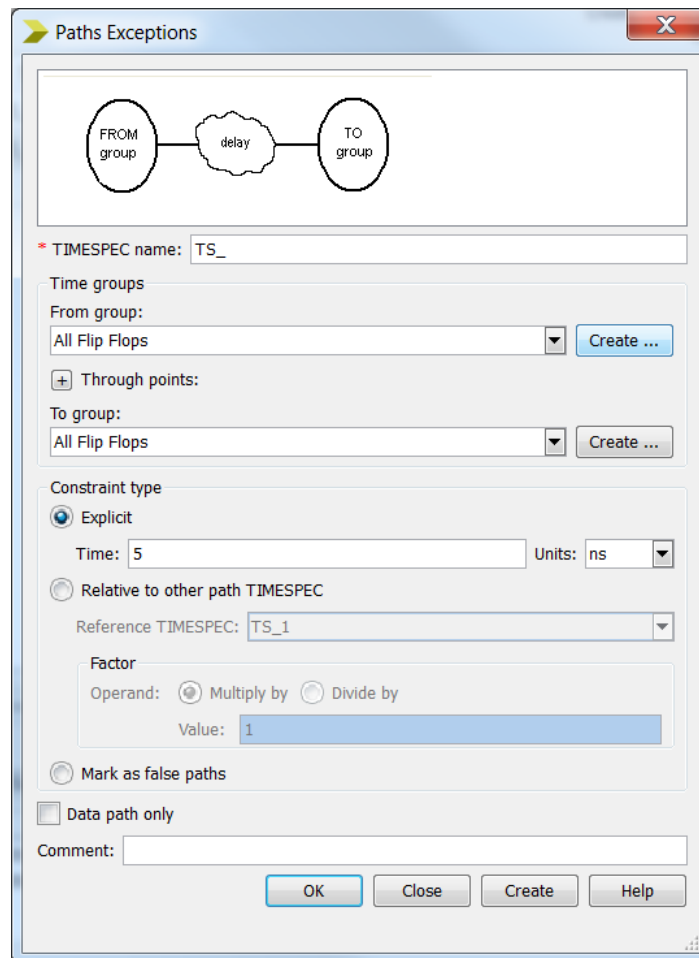 Paths Exceptions
FROM group
delay
TO group
* TIMESPEC name: TS_
Time groups
From group:
All Flip Flops Create ...
+ Through points:
To group:
All Flip Flops Create ...
Constraint type
Explicit
Time: 5 Units: ns
Relative to other path TIMESPEC
Reference TIMESPEC: TS_1
Factor
Operand: Multiply by Divide by
Value: 1
Mark as false paths
Data path only
Comment:
OK Close Create Help